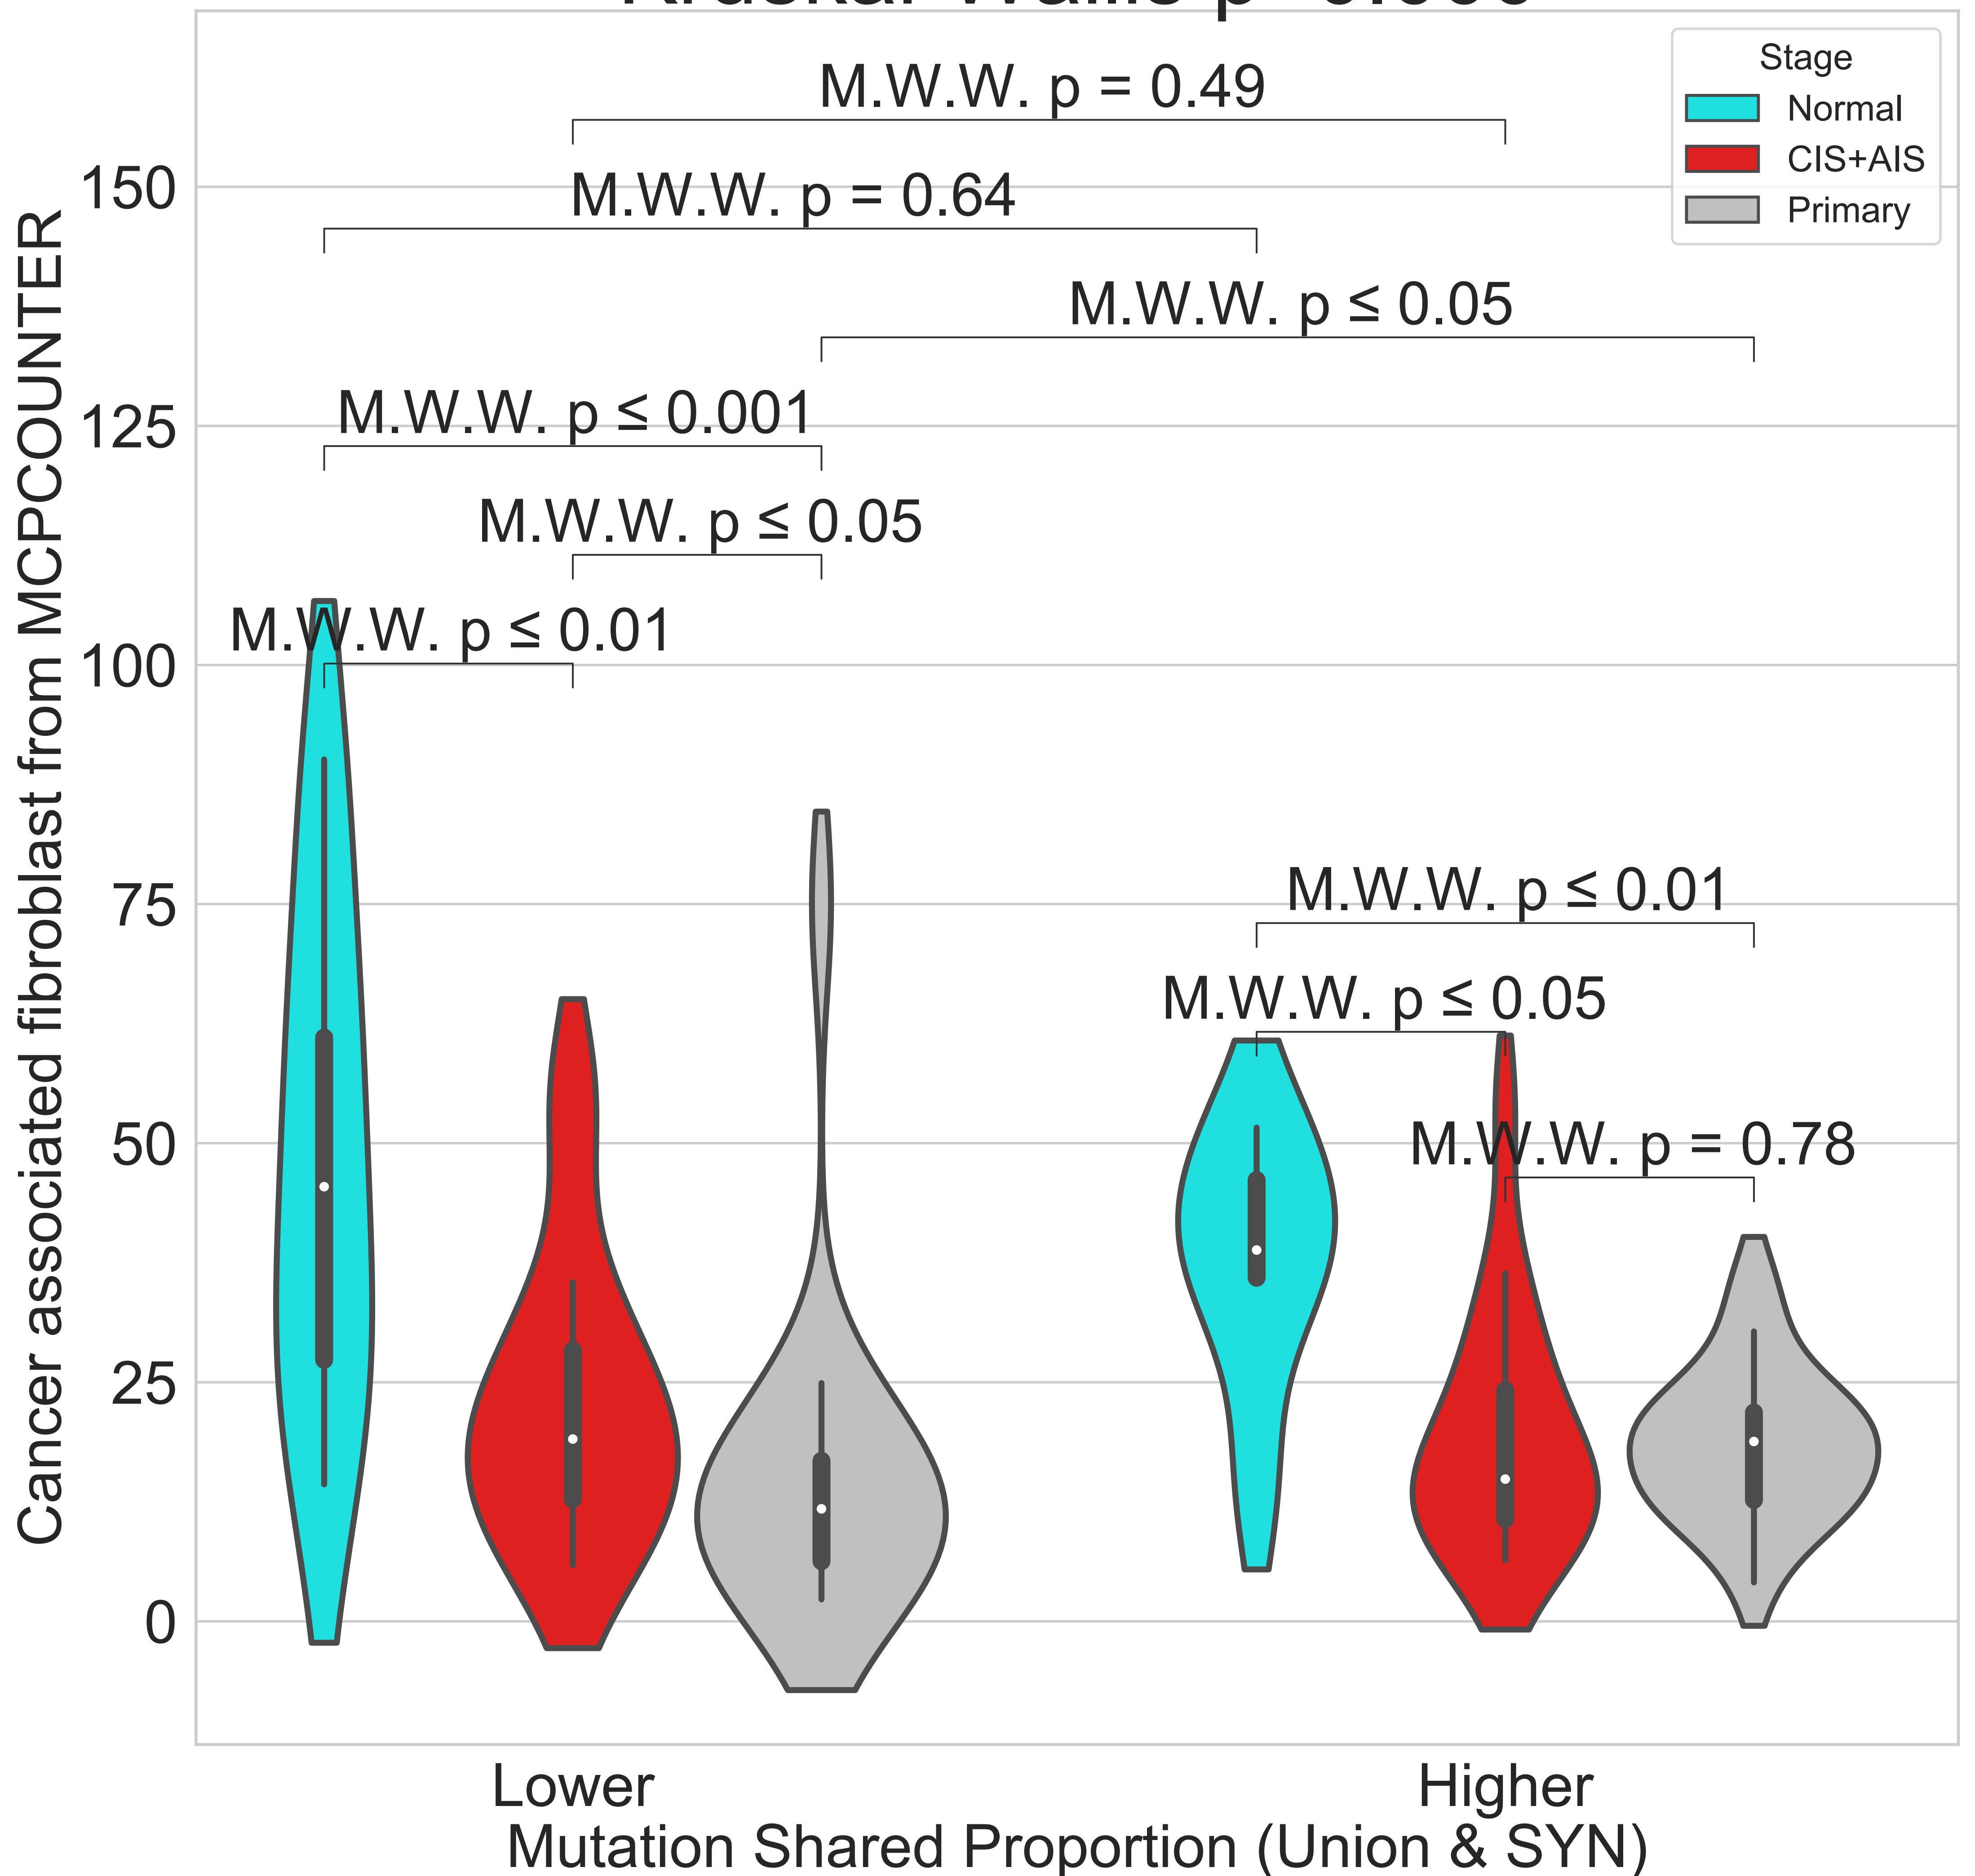 M.W.W. p = 0.49
Stage
Normal
CIS+AIS
Primary
M.W.W. p = 0.64
M.W.W. p ≤ 0.05
M.W.W. p ≤ 0.001
M.W.W. p ≤ 0.05
M.W.W. p ≤ 0.01
M.W.W. p ≤ 0.01
M.W.W. p ≤ 0.05
M.W.W. p = 0.78
150
125
100
75
50
25
0
Cancer associated fibroblast from MCPCOUNTER
Lower
Higher
Mutation Shared Proportion (Union & SYN)